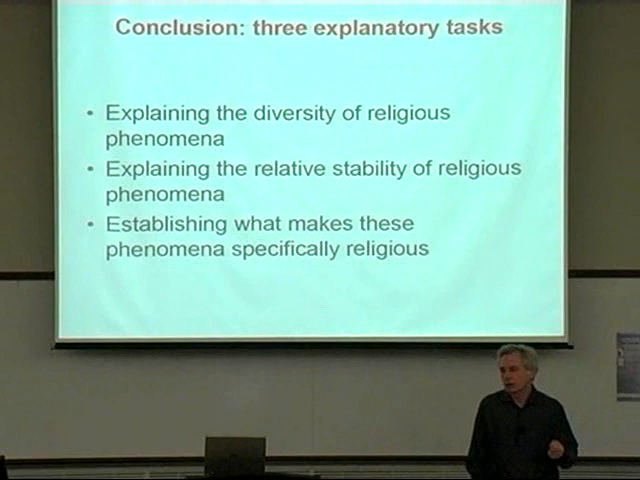 Conclusion: three explanatory tasks
• Explaining the diversity of religious
phenomena
• Explaining the relative stability of religious
phenomena
• Establishing what makes these
phenomena specifically religious